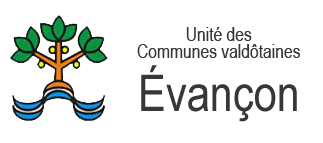 Unité des
Communes valdôtaines
Évançon